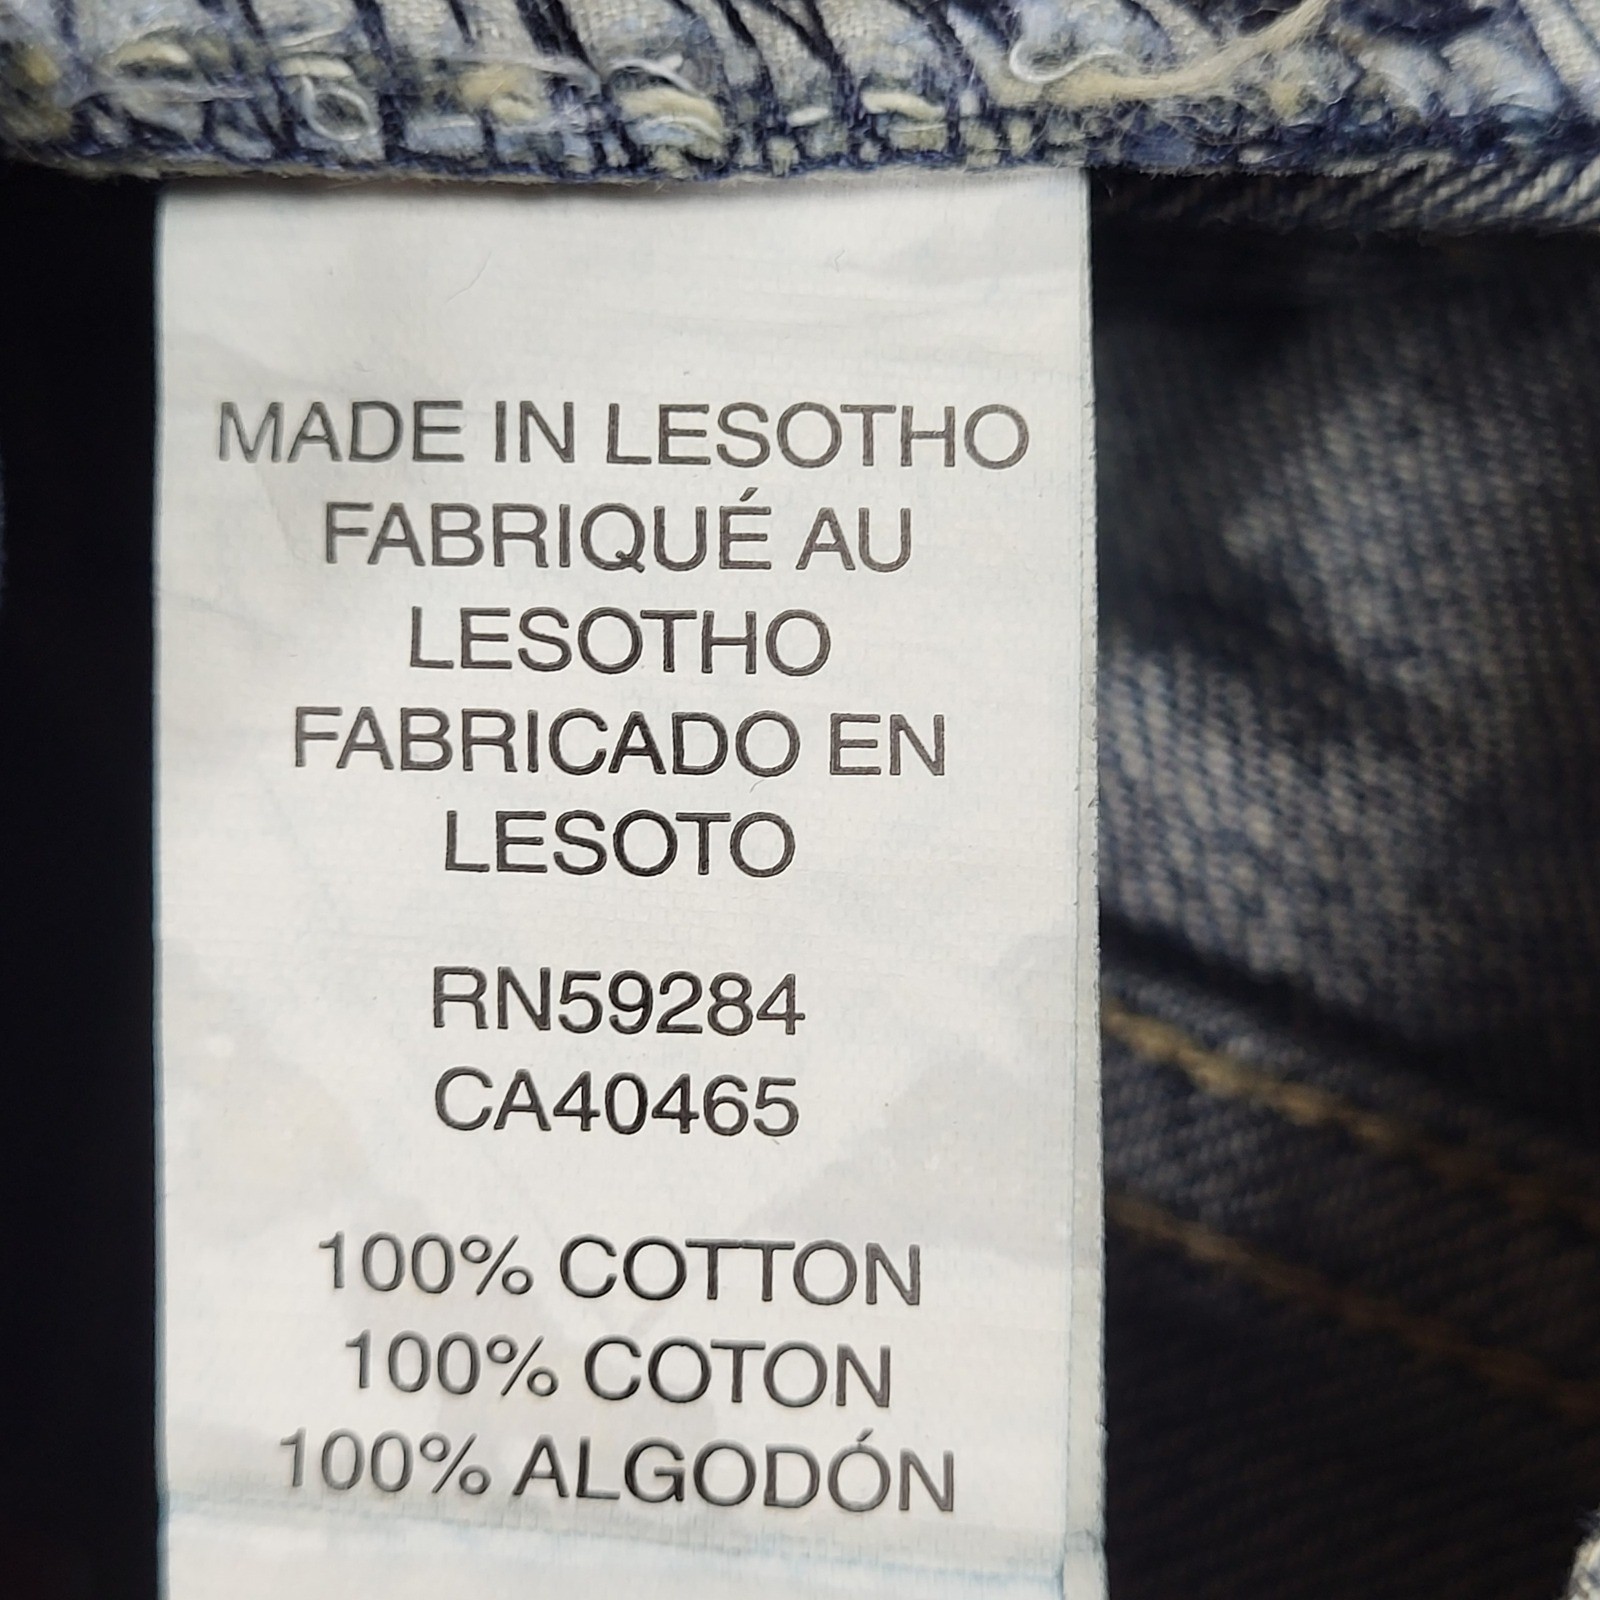 MADE IN LESOTHO
FABRIQUÉ AU
LESOTHO
FABRICADO EN
LESOTO
RN59284
CA40465
100% COTTON
100% COTON
100% ALGODÓN